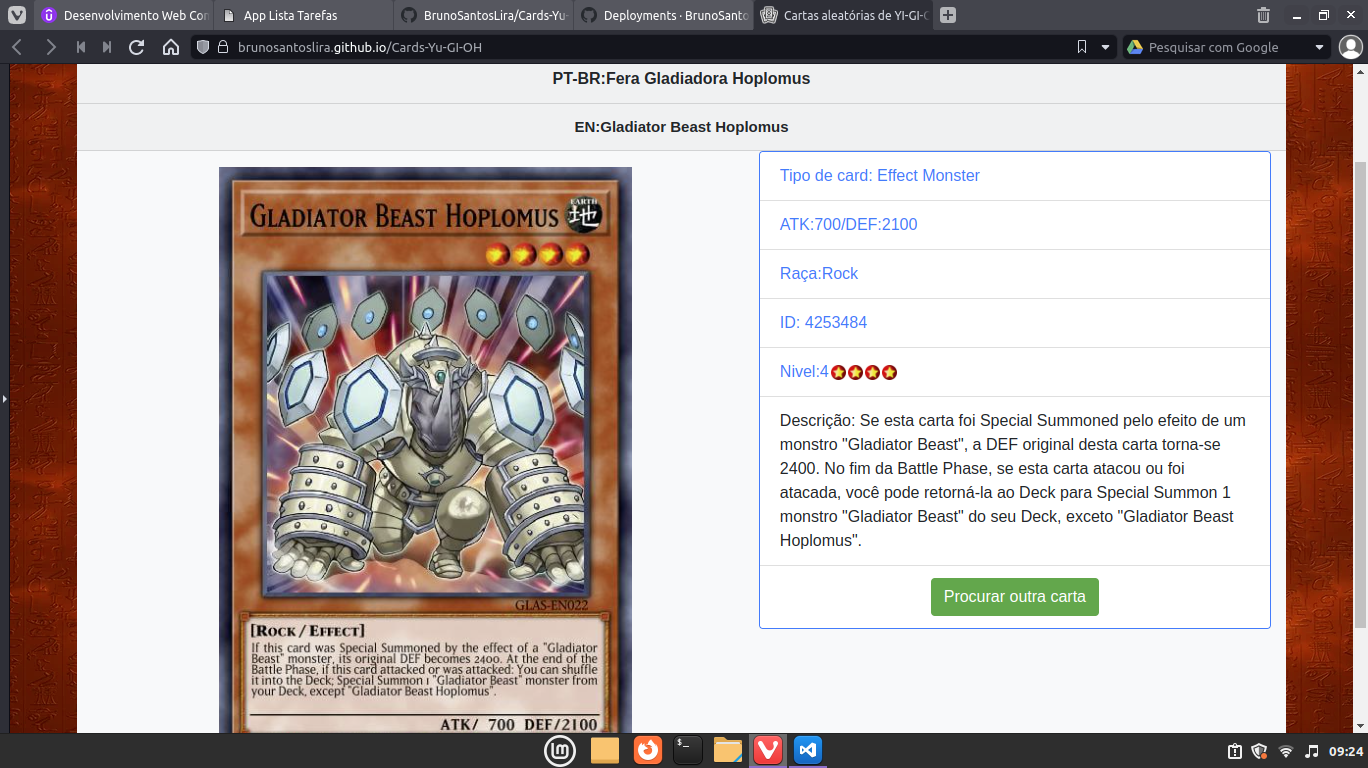 Desenvolvimento Web Con
App Lista Tarefas
BrunoSantosLira/Cards-Yu-
Deployments · BrunoSanto
Cartas aleatórias de YI-GI-O
brunosantoslira.github.io/Cards-Yu-GI-OH
Pesquisar com Google
PT-BR:Fera Gladiadora Hoplomus
EN:Gladiator Beast Hoplomus
GLADIATOR BEAST HOPLOMUS
EARTH
地
GLAS-EN022
[ROCK / EFFECT]
If this card was Special Summoned by the effect of a "Gladiator
Beast" monster, its original DEF becomes 2400. At the end of the
Battle Phase, if this card attacked or was attacked: You can shuffle
it into the Deck; Special Summon 1 "Gladiator Beast" monster from
your Deck, except "Gladiator Beast Hoplomus".
ATK/ 700 DEF/2100
Tipo de card: Effect Monster
ATK:700/DEF:2100
Raça:Rock
ID: 4253484
Nivel:4
Descrição: Se esta carta foi Special Summoned pelo efeito de um
monstro "Gladiator Beast", a DEF original desta carta torna-se
2400. No fim da Battle Phase, se esta carta atacou ou foi
atacada, você pode retorná-la ao Deck para Special Summon 1
monstro "Gladiator Beast" do seu Deck, exceto "Gladiator Beast
Hoplomus".
Procurar outra carta
09:24